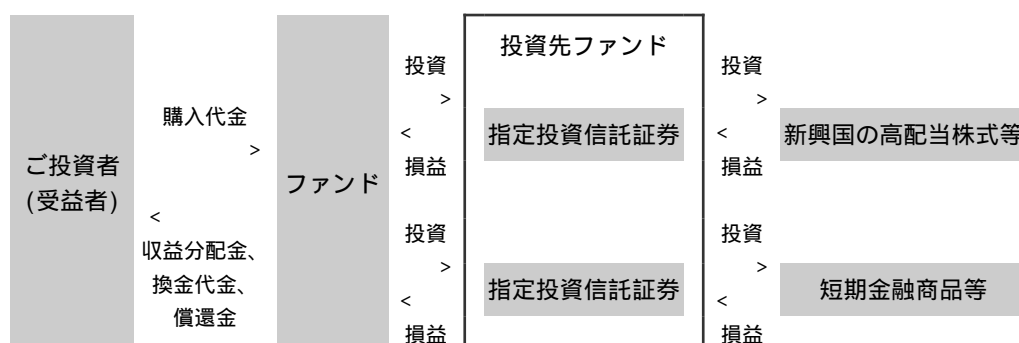 ご投資者
(受益者)
購入代金
>
<
収益分配金、
換金代金、
償還金
ファンド
投資
>
<
損益
投資
>
<
損益
投資先ファンド
指定投資信託証券
指定投資信託証券
投資
>
<
損益
投資
>
<
損益
新興国の高配当株式等
短期金融商品等